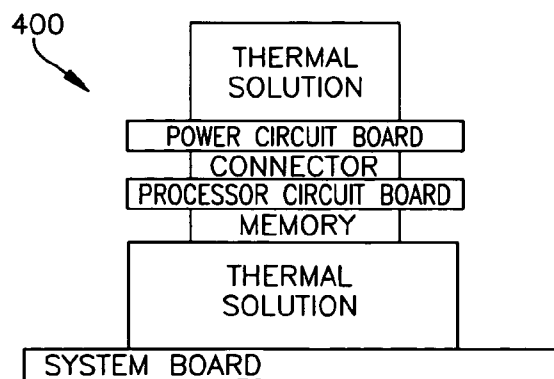 400
THERMAL
SOLUTION
POWER CIRCUIT BOARD
CONNECTOR
PROCESSOR CIRCUIT BOARD
MEMORY
THERMAL
SOLUTION
SYSTEM BOARD